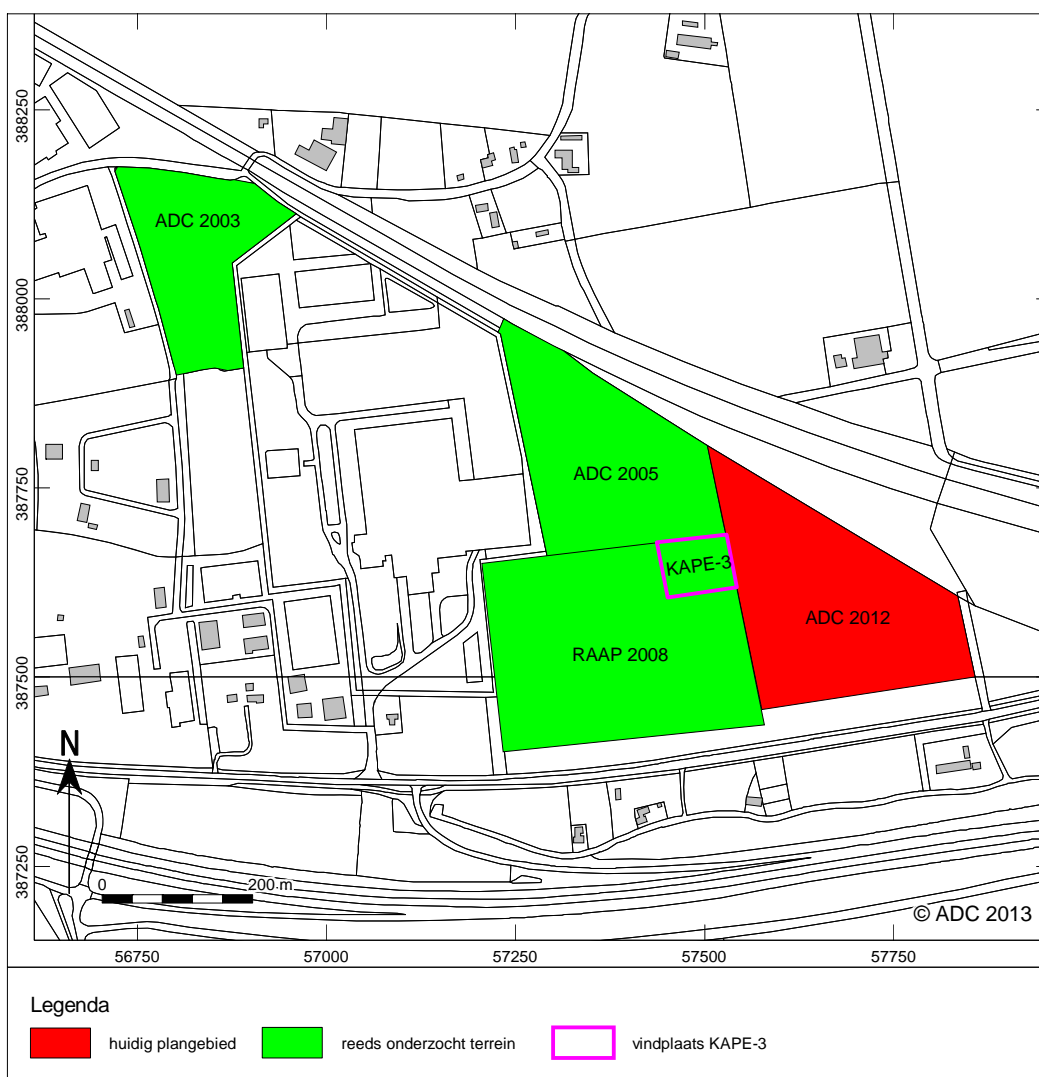 388250
388000
387750
387500
387250
ADC 2003
ADC 2005
KAPE-3
ADC 2012
RAAP 2008
N
0 200 m
© ADC 2013
56750 57000 57250 57500 57750
Legenda
huidig plangebied reeds onderzocht terrein vindplaats KAPE-3